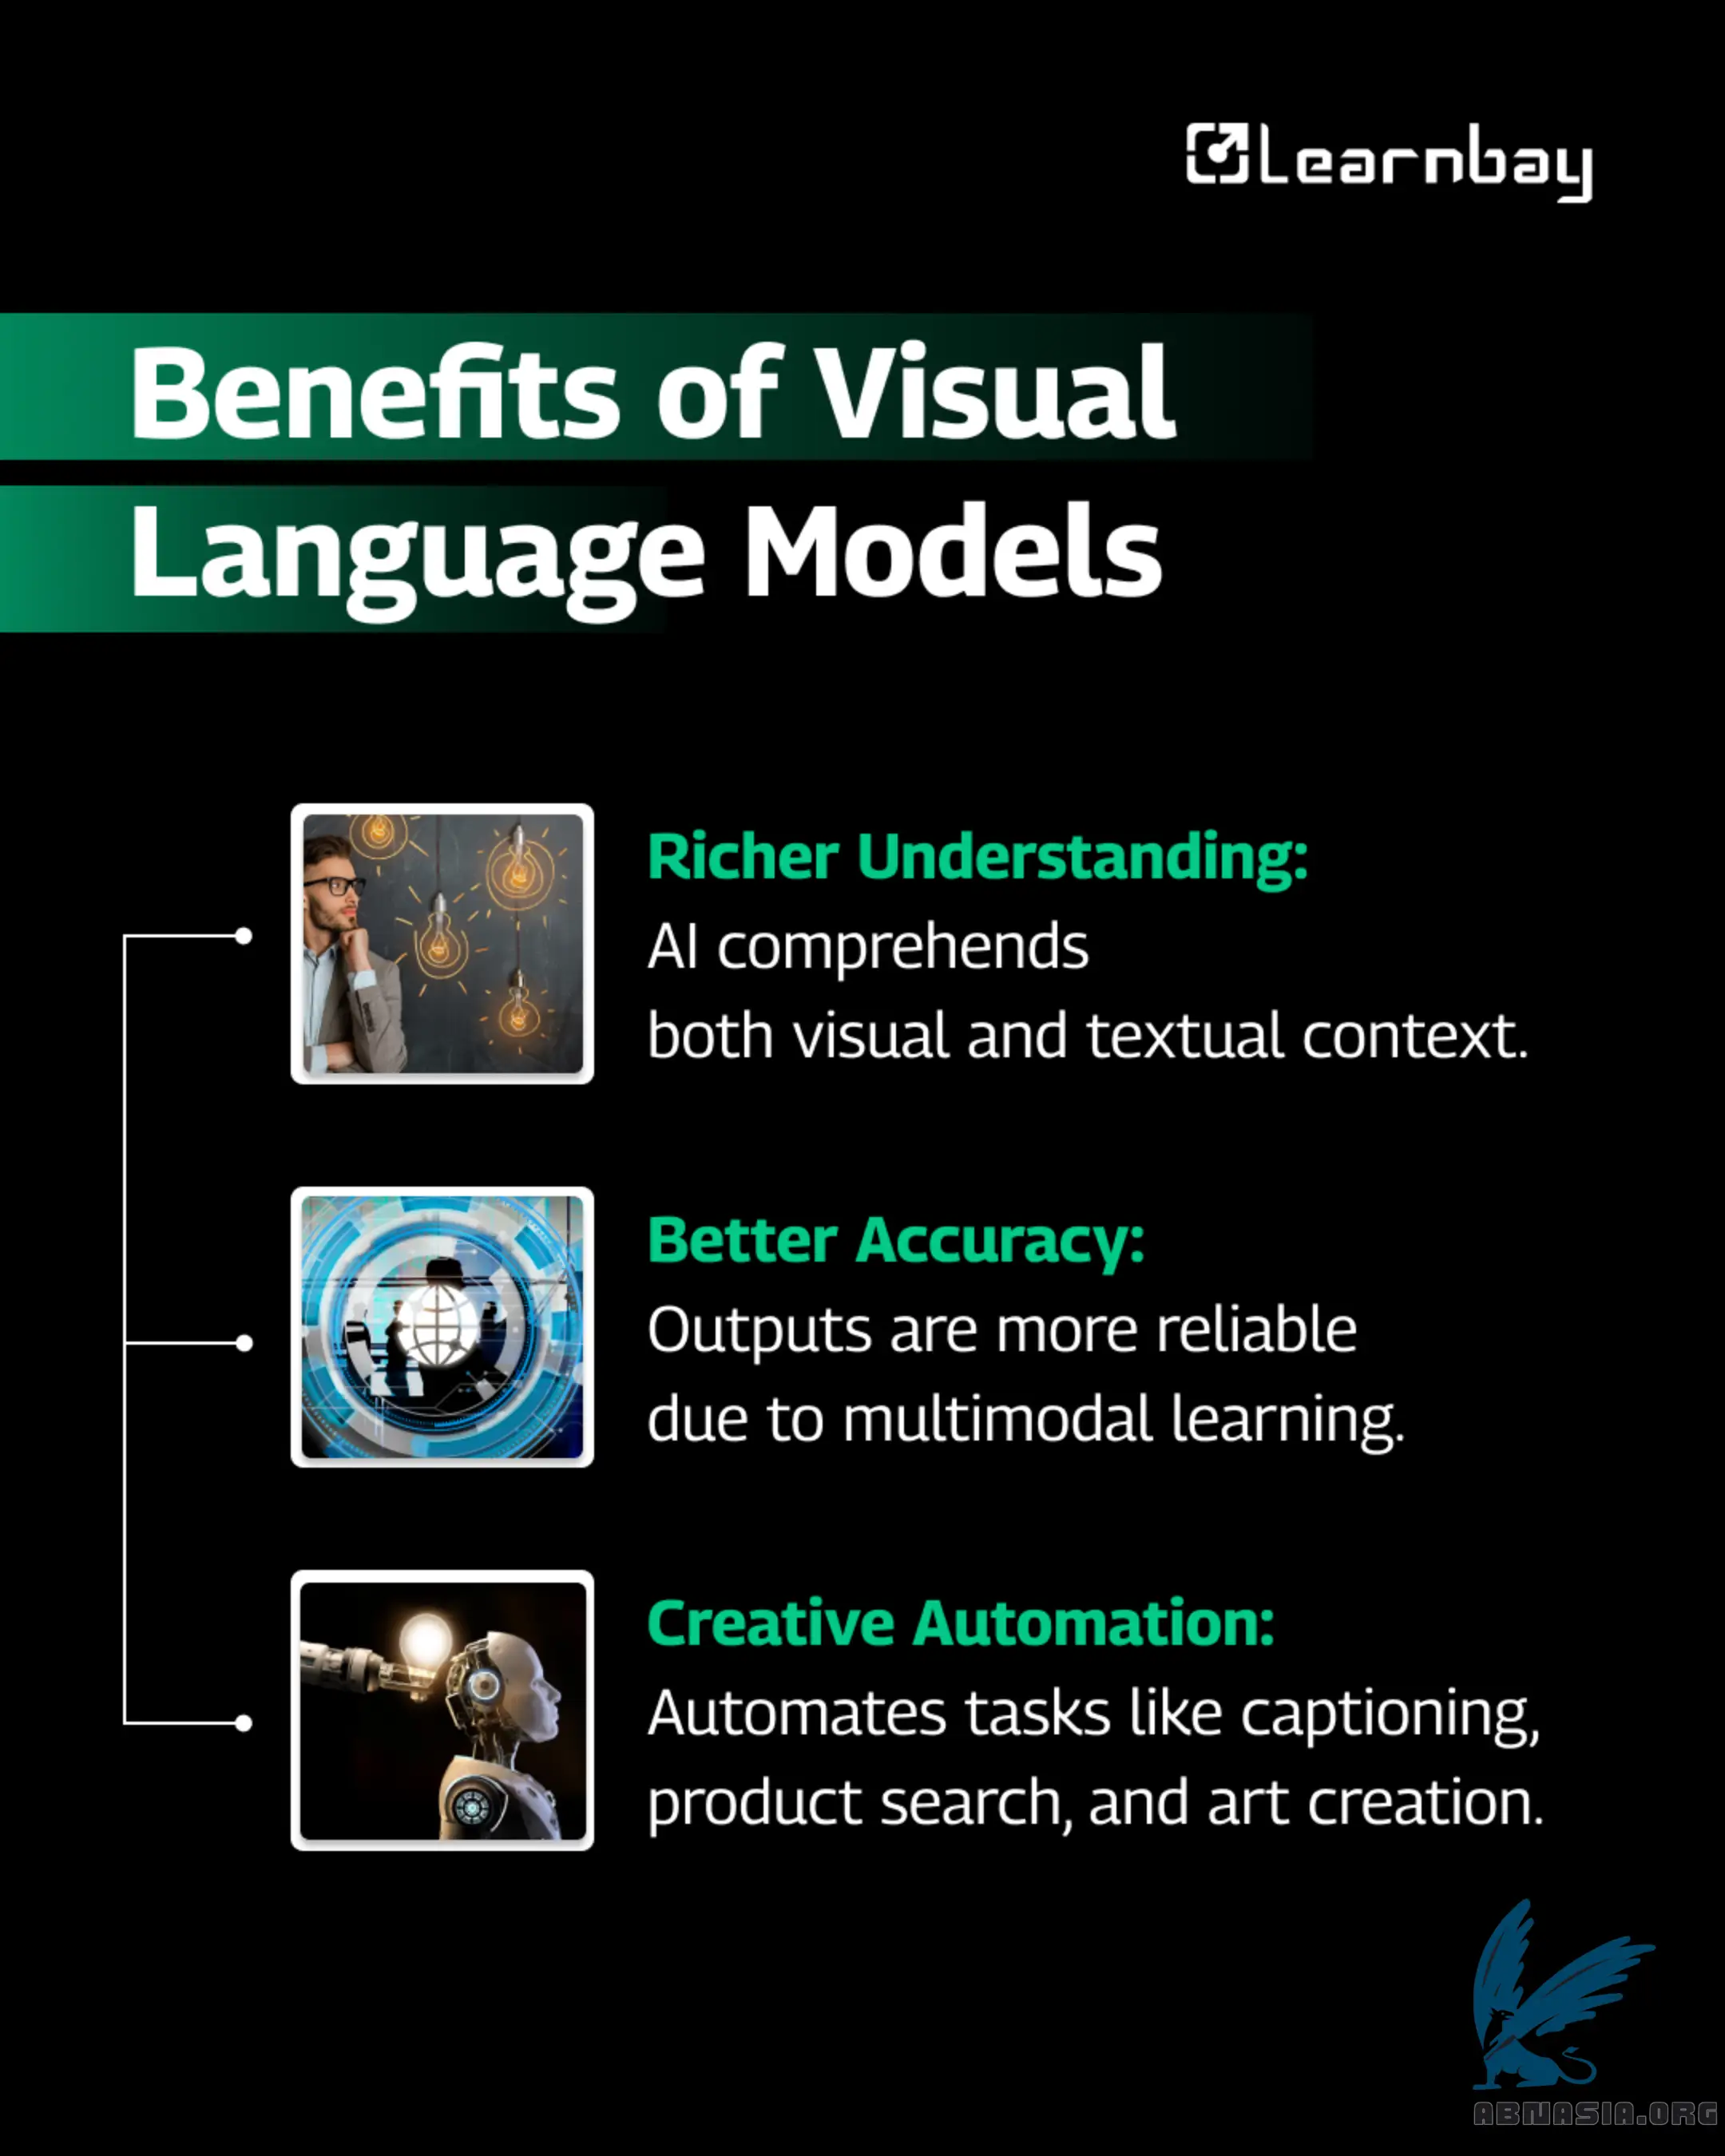 Learnbay
Benefits of Visual
Language Models
Richer Understanding:
AI comprehends
both visual and textual context.
Better Accuracy:
Outputs are more reliable
due to multimodal learning.
Creative Automation:
Automates tasks like captioning,
product search, and art creation.
ABNASIA.ORG